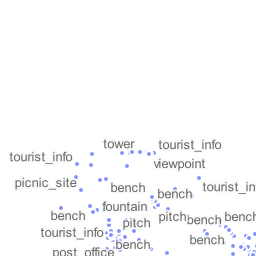 tower
tourist_info
tourist_info
viewpoint
picnic_site
bench
tourist_in
bench
fountain
bench
pitch
bench
bench
pitch
tourist_info
bench
bench
post_office